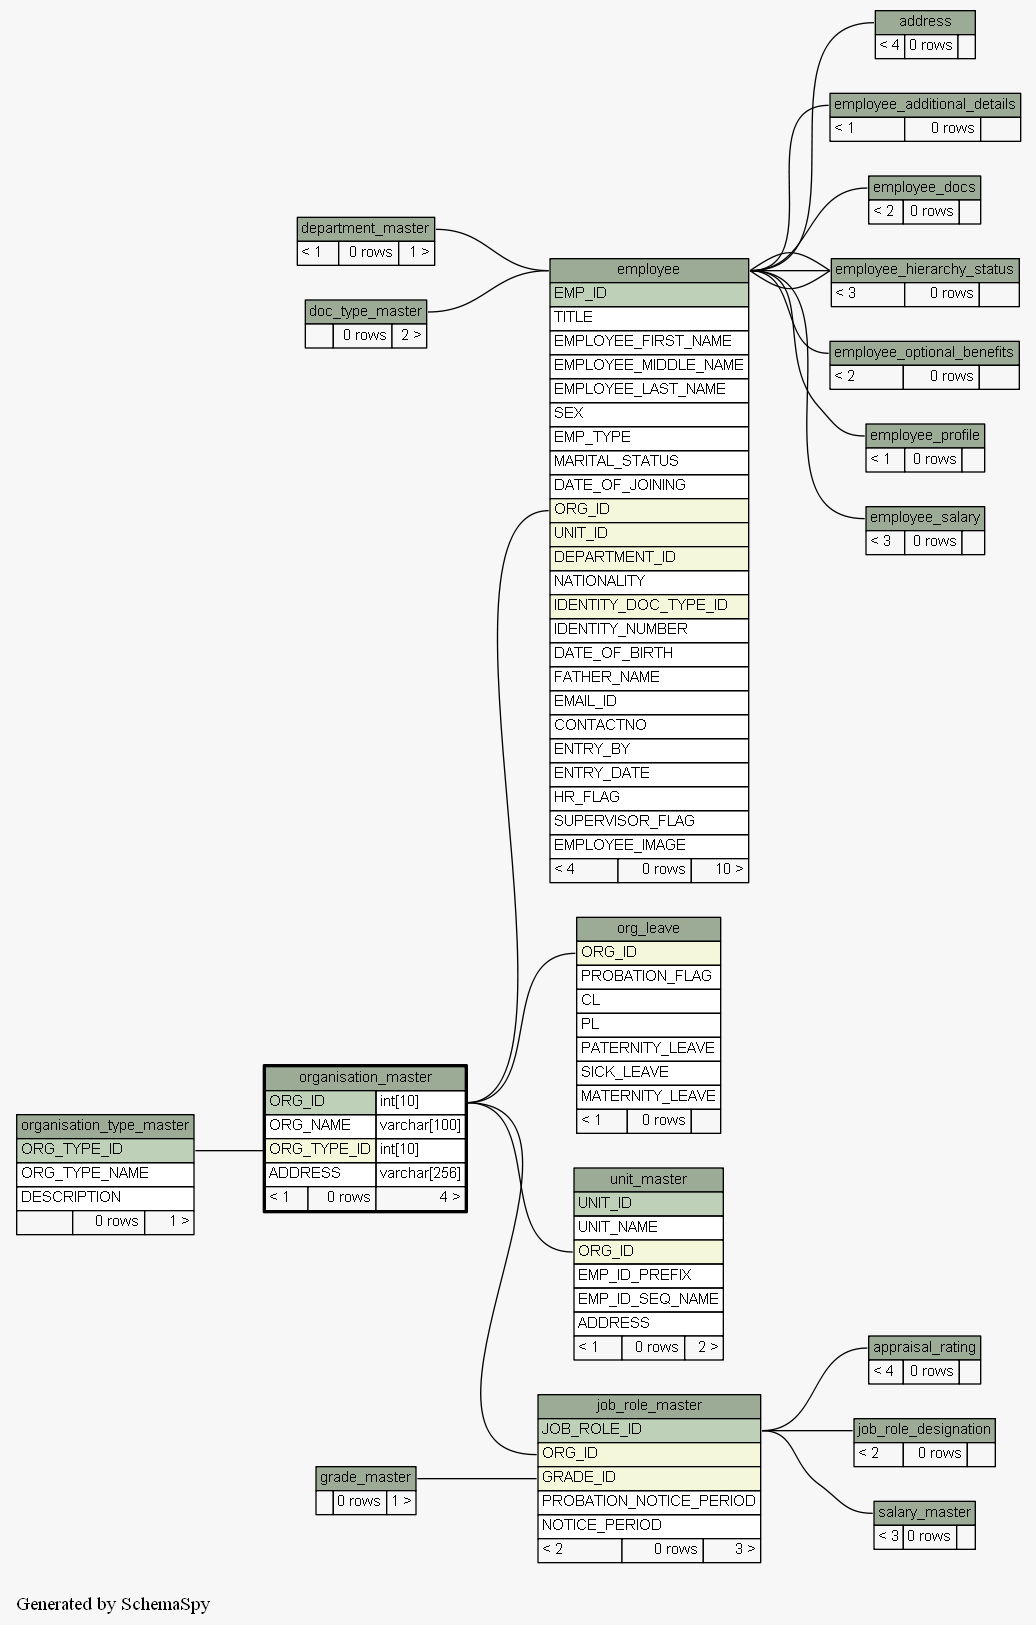 address
< 4 0 rows
employee_additional_details
< 1 0 rows
employee_docs
< 2 0 rows
department_master
< 1 0 rows 1 >
doc_type_master
0 rows 2 >
employee
EMP_ID
TITLE
EMPLOYEE_FIRST_NAME
EMPLOYEE_MIDDLE_NAME
EMPLOYEE_LAST_NAME
SEX
EMP_TYPE
MARITAL_STATUS
DATE_OF_JOINING
ORG_ID
UNIT_ID
DEPARTMENT_ID
NATIONALITY
IDENTITY_DOC_TYPE_ID
IDENTITY_NUMBER
DATE_OF_BIRTH
FATHER_NAME
EMAIL_ID
CONTACTNO
ENTRY_BY
ENTRY_DATE
HR_FLAG
SUPERVISOR_FLAG
EMPLOYEE_IMAGE
< 4 0 rows 10 >
employee_hierarchy_status
< 3 0 rows
employee_optional_benefits
< 2 0 rows
employee_profile
< 1 0 rows
employee_salary
< 3 0 rows
org_leave
ORG_ID
PROBATION_FLAG
CL
PL
PATERNITY_LEAVE
SICK_LEAVE
MATERNITY_LEAVE
< 1 0 rows
organisation_master
ORG_ID int[10]
ORG_NAME varchar[100]
ORG_TYPE_ID int[10]
ADDRESS varchar[256]
< 1 0 rows 4 >
organisation_type_master
ORG_TYPE_ID
ORG_TYPE_NAME
DESCRIPTION
0 rows 1 >
unit_master
UNIT_ID
UNIT_NAME
ORG_ID
EMP_ID_PREFIX
EMP_ID_SEQ_NAME
ADDRESS
< 1 0 rows 2 >
job_role_master
JOB_ROLE_ID
ORG_ID
GRADE_ID
PROBATION_NOTICE_PERIOD
NOTICE_PERIOD
< 2 0 rows 3 >
grade_master
0 rows 1 >
appraisal_rating
< 4 0 rows
job_role_designation
< 2 0 rows
salary_master
< 3 0 rows
Generated by SchemaSpy